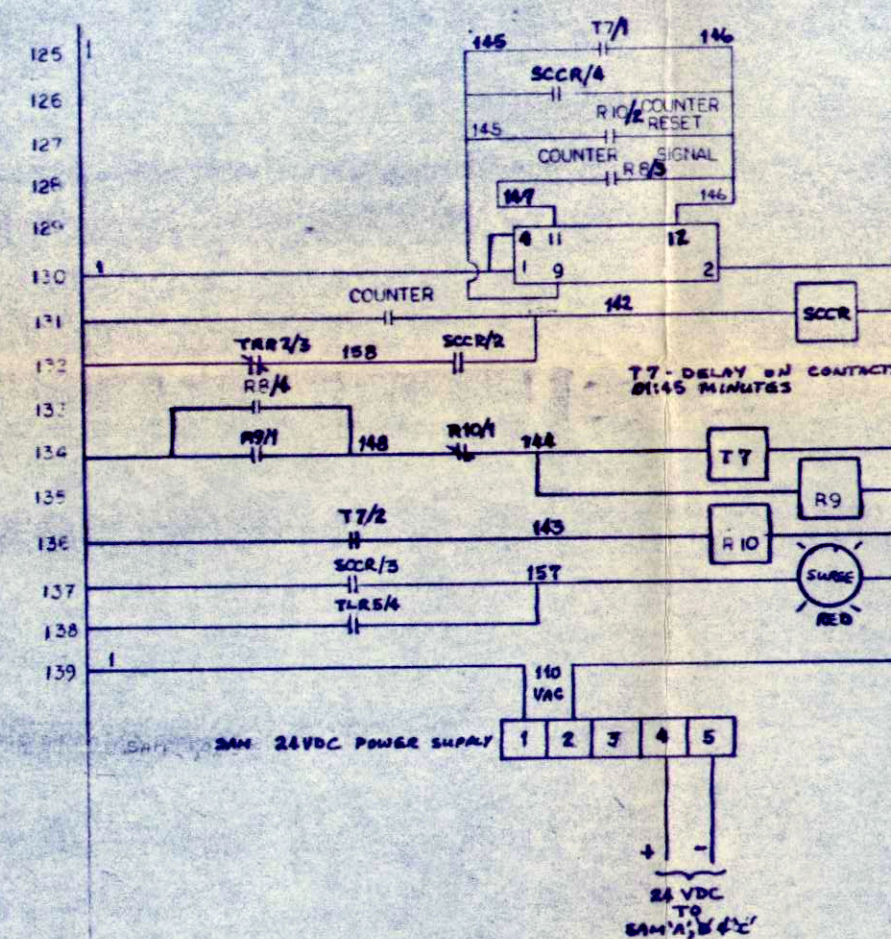 T7/1
125 1 145 146
SCCR/4
126
R10/2 COUNTER
RESET
127 145
COUNTER SIGNAL
R8/3
128
147 146
129 4 11 12
130 1 1 9 2
COUNTER
131 142 SCCR
TRR2/3 158 SCCR/2
132
T7 - DELAY ON CONTACT
01:45 MINUTES
R8/4
133
R9/1 148 R10/1 144
134 T7
135 R9
T7/2 143
136 R10
SCCR/3 157
137 SURGE
TLR5/4
138 RED
139 1
110
VAC
SAM 24VDC POWER SUPPLY 1 2 3 4 5
+ -
24 VDC
TO
SAM 'A', 'B' & 'C'